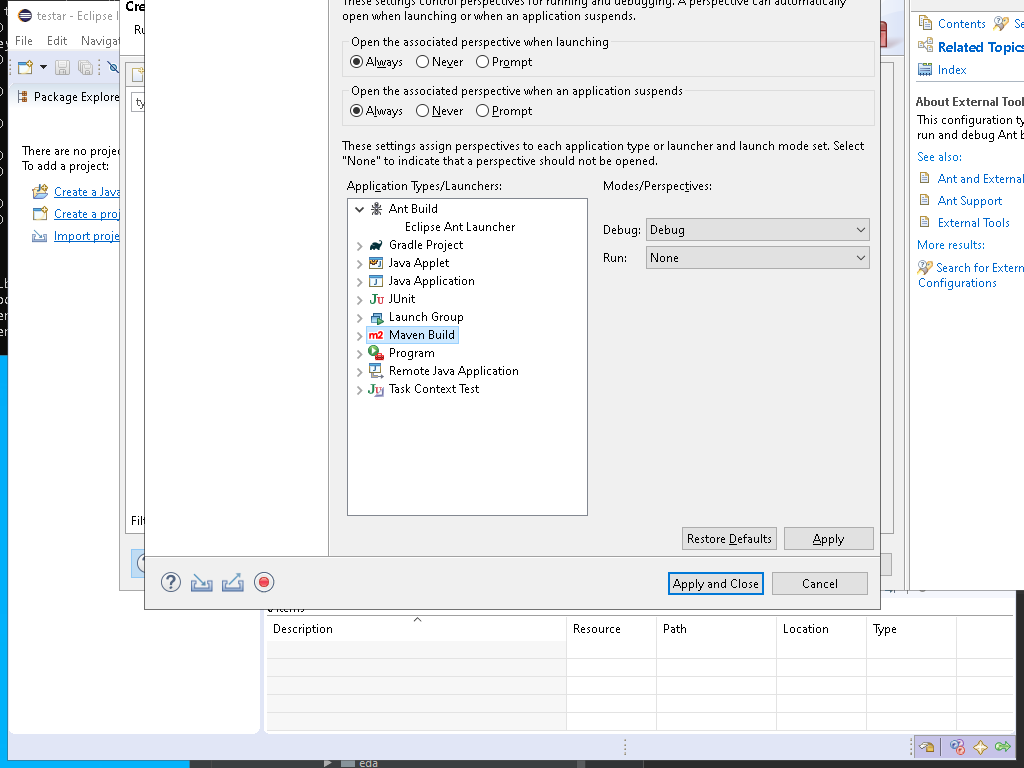 testar - Eclipse I
File Edit Navigat
Package Explore
There are no projec
To add a project:
Create a Java
Create a proj
Import proje
Cre
Ru
ty
Filt
These settings control perspectives for running and debugging. A perspective can automatically
open when launching or when an application suspends.
Open the associated perspective when launching
Always Never Prompt
Open the associated perspective when an application suspends
Always Never Prompt
These settings assign perspectives to each application type or launcher and launch mode set. Select
"None" to indicate that a perspective should not be opened.
Application Types/Launchers:
Ant Build
Eclipse Ant Launcher
Gradle Project
Java Applet
Java Application
JUnit
Launch Group
Maven Build
Program
Remote Java Application
Task Context Test
Modes/Perspectives:
Debug: Debug
Run: None
Restore Defaults Apply
Apply and Close Cancel
Contents Se
Related Topics
Index
About External Tool
This configuration ty
run and debug Ant b
See also:
Ant and External
Ant Support
External Tools
More results:
Search for Extern
Configurations
Description Resource Path Location Type
eda